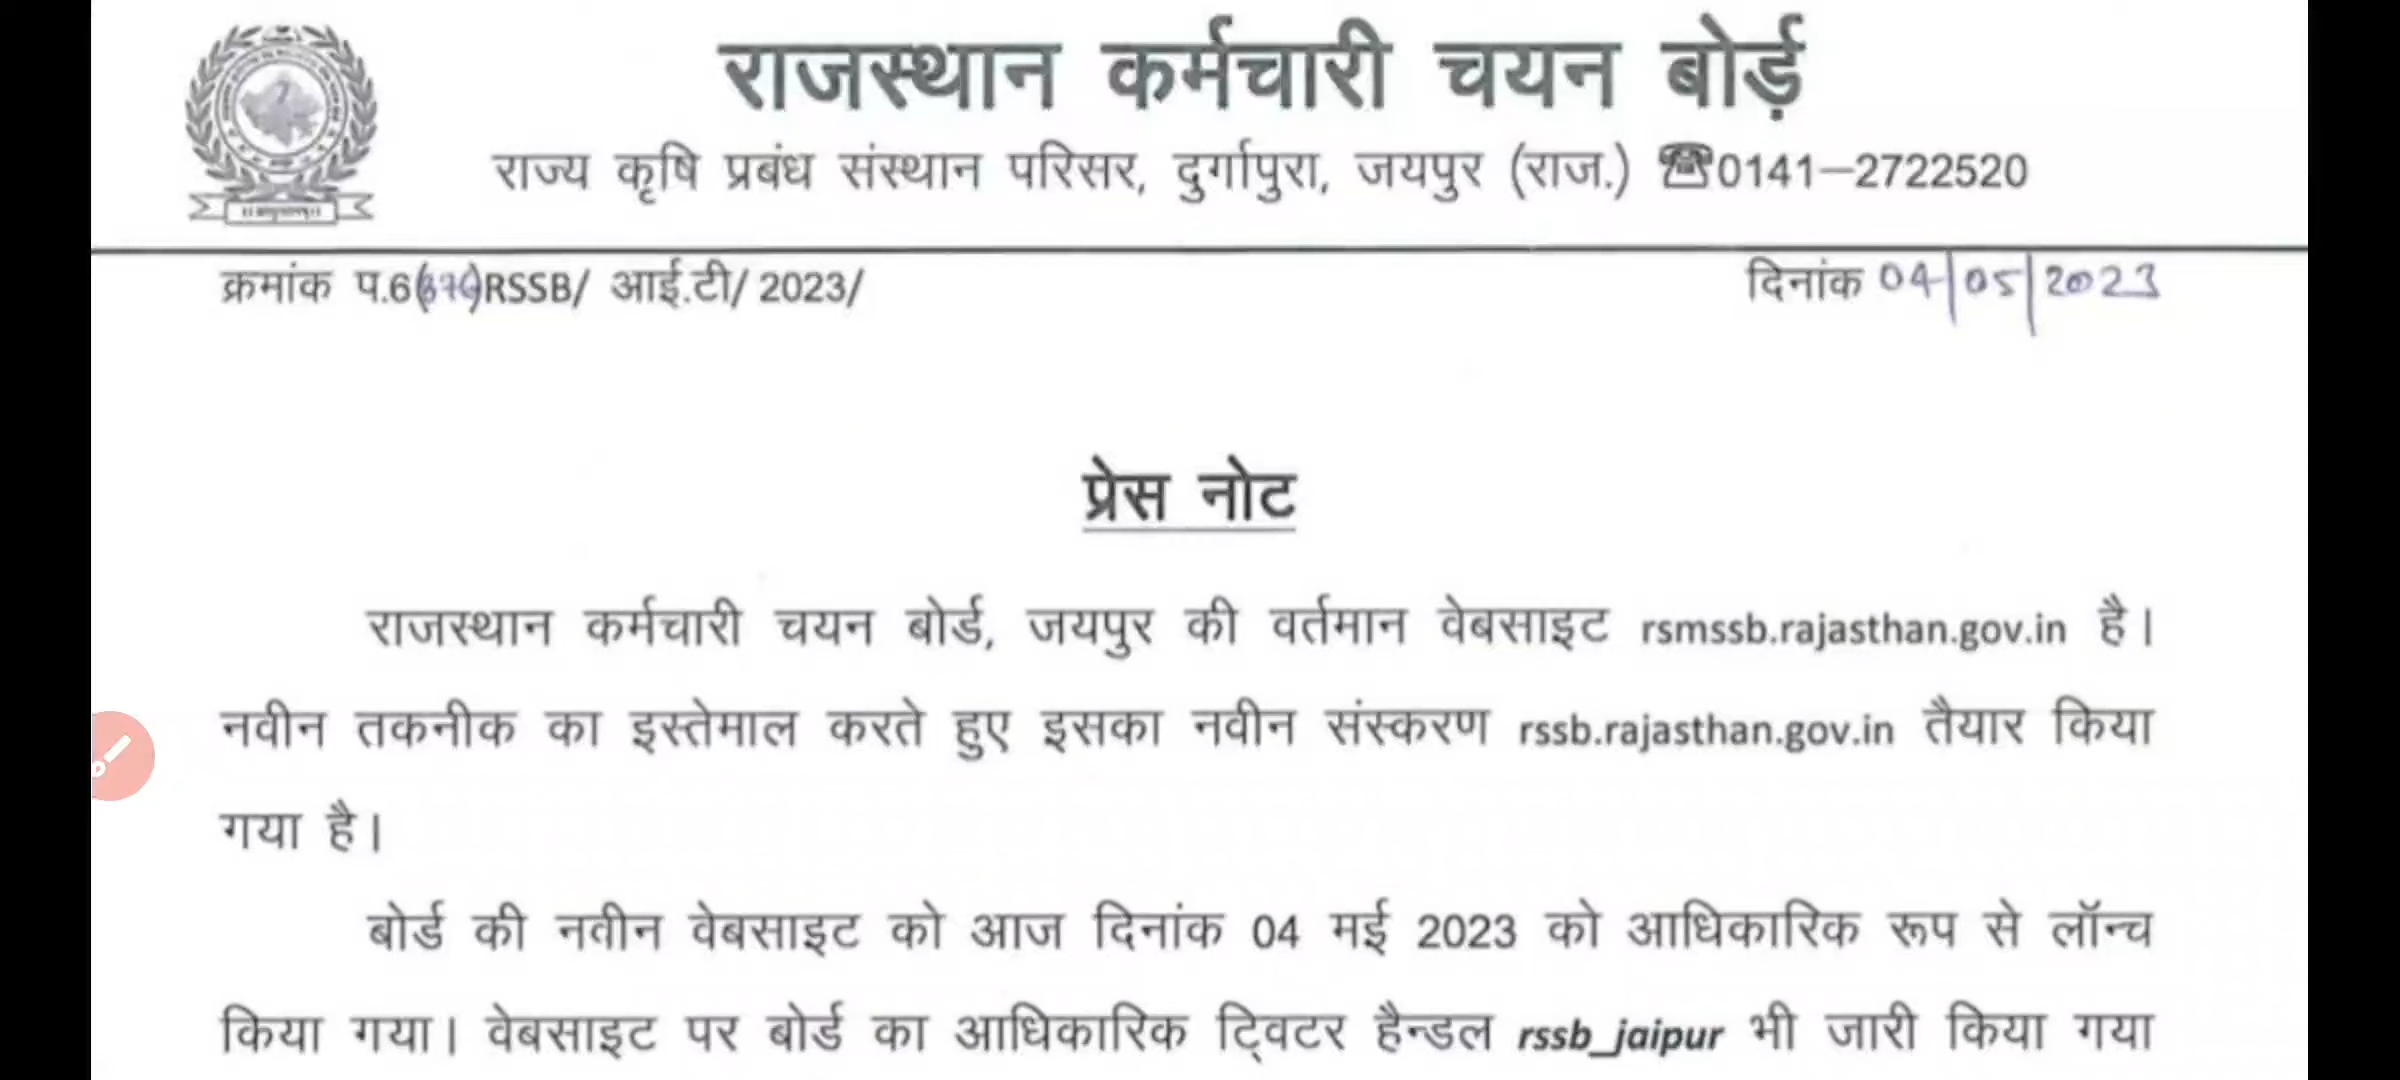 राजस्थान कर्मचारी चयन बोर्ड़
राज्य कृषि प्रबंध संस्थान परिसर, दुर्गापुरा, जयपुर (राज.) ☎0141–2722520
क्रमांक प.6( )RSSB/ आई.टी/ 2023/ दिनांक 04/05/2023
प्रेस नोट
राजस्थान कर्मचारी चयन बोर्ड, जयपुर की वर्तमान वेबसाइट rsmssb.rajasthan.gov.in है।
नवीन तकनीक का इस्तेमाल करते हुए इसका नवीन संस्करण rssb.rajasthan.gov.in तैयार किया
गया है।
बोर्ड की नवीन वेबसाइट को आज दिनांक 04 मई 2023 को आधिकारिक रूप से लॉन्च
किया गया। वेबसाइट पर बोर्ड का आधिकारिक ट्विटर हैन्डल rssb_jaipur भी जारी किया गया